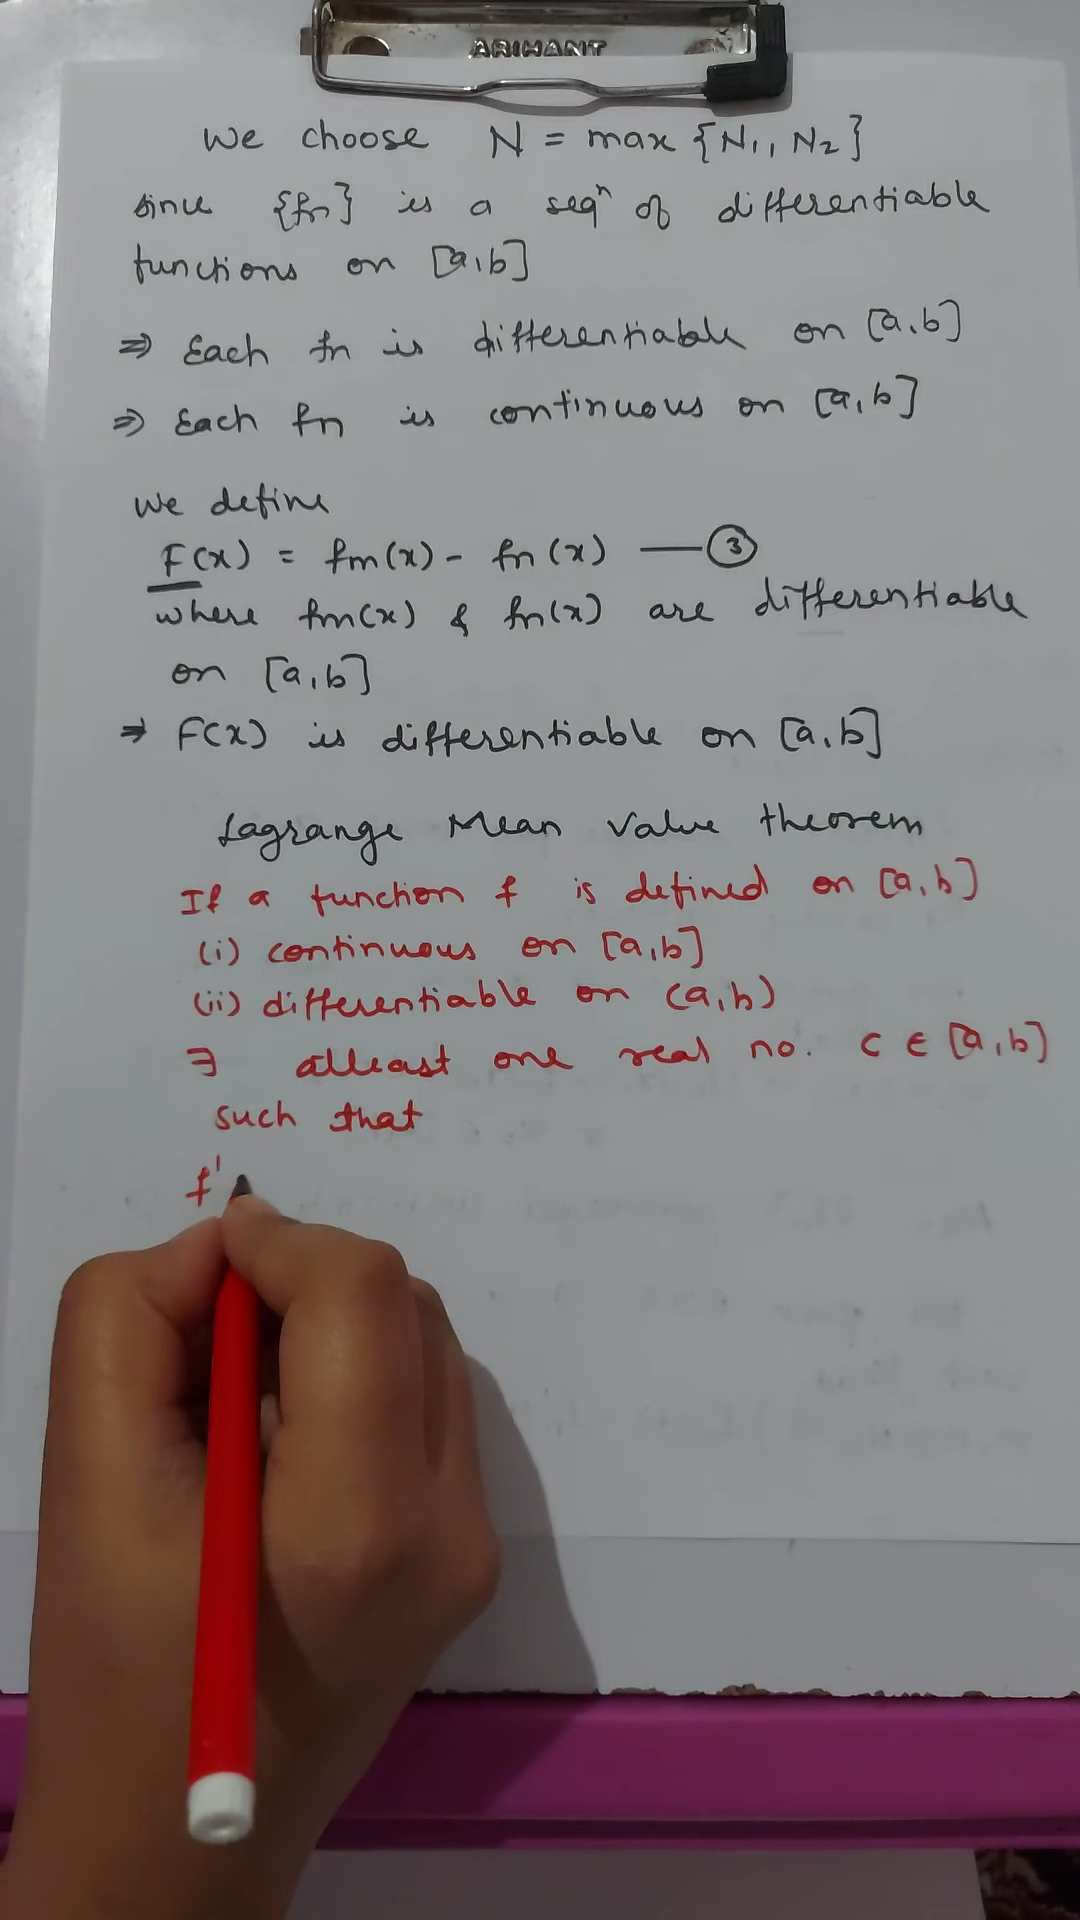 ARIHANT
We choose N = max {N1, N2}
since {fn} is a seqn of differentiable
functions on [a,b]
⇒ Each fn is differentiable on [a,b]
⇒ Each fn is continuous on [a,b]
We define
F(x) = fm(x) - fn(x) — ③
where fm(x) & fn(x) are differentiable
on [a,b]
⇒ F(x) is differentiable on [a,b]
Lagrange Mean Value theorem
If a function f is defined on [a,b]
(i) continuous on [a,b]
(ii) differentiable on (a,b)
∃ atleast one real no. c ∈ [a,b]
such that
f'